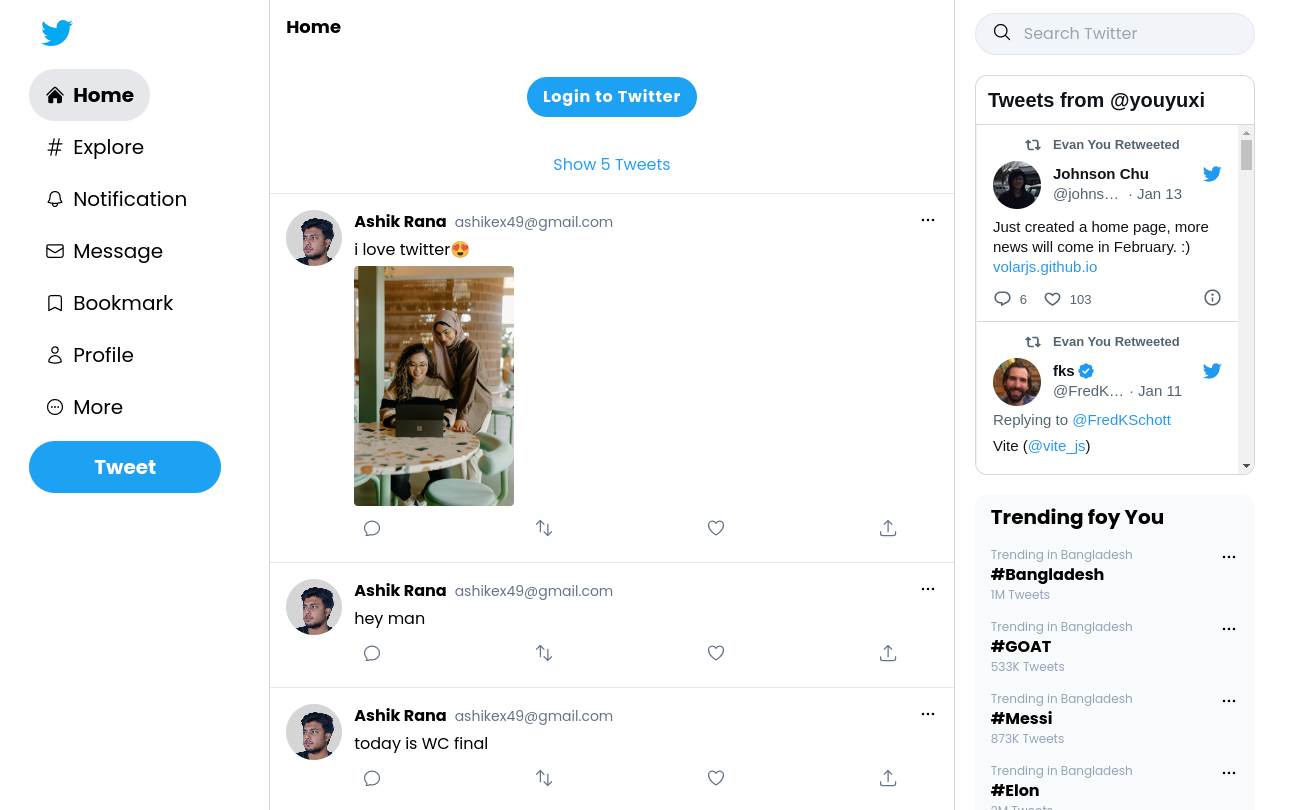 Home
Explore
Notification
Message
Bookmark
Profile
More
Tweet
Home
Login to Twitter
Show 5 Tweets
Ashik Rana ashikex49@gmail.com
i love twitter😍
Ashik Rana ashikex49@gmail.com
hey man
Ashik Rana ashikex49@gmail.com
today is WC final
Search Twitter
Tweets from @youyuxi
Evan You Retweeted
Johnson Chu
@johns… · Jan 13
Just created a home page, more
news will come in February. :)
volarjs.github.io
6 103
Evan You Retweeted
fks
@FredK… · Jan 11
Replying to @FredKSchott
Vite (@vite_js)
Trending foy You
Trending in Bangladesh
#Bangladesh
1M Tweets
Trending in Bangladesh
#GOAT
533K Tweets
Trending in Bangladesh
#Messi
873K Tweets
Trending in Bangladesh
#Elon
2M Tweets